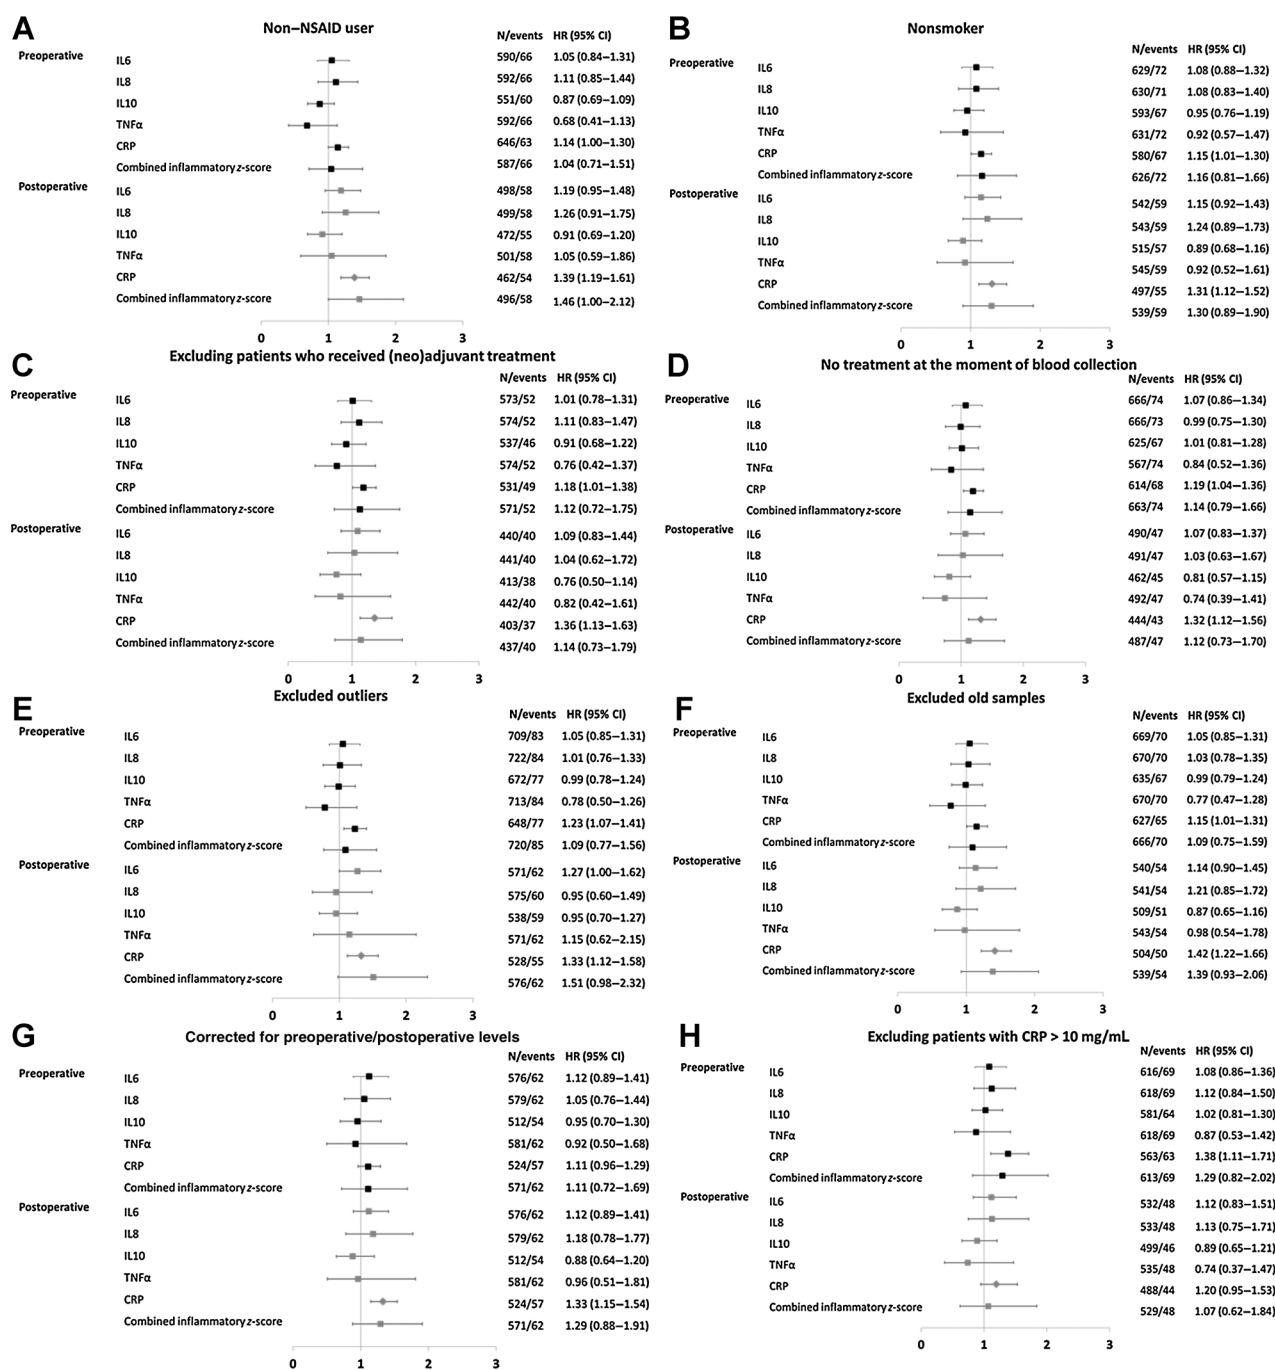 A
Non–NSAID user
N/events HR (95% CI)
Preoperative
IL6 590/66 1.05 (0.84–1.31)
IL8 592/66 1.11 (0.85–1.44)
IL10 551/60 0.87 (0.69–1.09)
TNFα 592/66 0.68 (0.41–1.13)
CRP 646/63 1.14 (1.00–1.30)
Combined inflammatory z-score 587/66 1.04 (0.71–1.51)
Postoperative
IL6 498/58 1.19 (0.95–1.48)
IL8 499/58 1.26 (0.91–1.75)
IL10 472/55 0.91 (0.69–1.20)
TNFα 501/58 1.05 (0.59–1.86)
CRP 462/54 1.39 (1.19–1.61)
Combined inflammatory z-score 496/58 1.46 (1.00–2.12)
0 1 2 3
B
Nonsmoker
N/events HR (95% CI)
Preoperative
IL6 629/72 1.08 (0.88–1.32)
IL8 630/71 1.08 (0.83–1.40)
IL10 593/67 0.95 (0.76–1.19)
TNFα 631/72 0.92 (0.57–1.47)
CRP 580/67 1.15 (1.01–1.30)
Combined inflammatory z-score 626/72 1.16 (0.81–1.66)
Postoperative
IL6 542/59 1.15 (0.92–1.43)
IL8 543/59 1.24 (0.89–1.73)
IL10 515/57 0.89 (0.68–1.16)
TNFα 545/59 0.92 (0.52–1.61)
CRP 497/55 1.31 (1.12–1.52)
Combined inflammatory z-score 539/59 1.30 (0.89–1.90)
0 1 2 3
C
Excluding patients who received (neo)adjuvant treatment
N/events HR (95% CI)
Preoperative
IL6 573/52 1.01 (0.78–1.31)
IL8 574/52 1.11 (0.83–1.47)
IL10 537/46 0.91 (0.68–1.22)
TNFα 574/52 0.76 (0.42–1.37)
CRP 531/49 1.18 (1.01–1.38)
Combined inflammatory z-score 571/52 1.12 (0.72–1.75)
Postoperative
IL6 440/40 1.09 (0.83–1.44)
IL8 441/40 1.04 (0.62–1.72)
IL10 413/38 0.76 (0.50–1.14)
TNFα 442/40 0.82 (0.42–1.61)
CRP 403/37 1.36 (1.13–1.63)
Combined inflammatory z-score 437/40 1.14 (0.73–1.79)
0 1 2 3
D
No treatment at the moment of blood collection
N/events HR (95% CI)
Preoperative
IL6 666/74 1.07 (0.86–1.34)
IL8 666/73 0.99 (0.75–1.30)
IL10 625/67 1.01 (0.81–1.28)
TNFα 567/74 0.84 (0.52–1.36)
CRP 614/68 1.19 (1.04–1.36)
Combined inflammatory z-score 663/74 1.14 (0.79–1.66)
Postoperative
IL6 490/47 1.07 (0.83–1.37)
IL8 491/47 1.03 (0.63–1.67)
IL10 462/45 0.81 (0.57–1.15)
TNFα 492/47 0.74 (0.39–1.41)
CRP 444/43 1.32 (1.12–1.56)
Combined inflammatory z-score 487/47 1.12 (0.73–1.70)
0 1 2 3
E
Excluded outliers
N/events HR (95% CI)
Preoperative
IL6 709/83 1.05 (0.85–1.31)
IL8 722/84 1.01 (0.76–1.33)
IL10 672/77 0.99 (0.78–1.24)
TNFα 713/84 0.78 (0.50–1.26)
CRP 648/77 1.23 (1.07–1.41)
Combined inflammatory z-score 720/85 1.09 (0.77–1.56)
Postoperative
IL6 571/62 1.27 (1.00–1.62)
IL8 575/60 0.95 (0.60–1.49)
IL10 538/59 0.95 (0.70–1.27)
TNFα 571/62 1.15 (0.62–2.15)
CRP 528/55 1.33 (1.12–1.58)
Combined inflammatory z-score 576/62 1.51 (0.98–2.32)
0 1 2 3
F
Excluded old samples
N/events HR (95% CI)
Preoperative
IL6 669/70 1.05 (0.85–1.31)
IL8 670/70 1.03 (0.78–1.35)
IL10 635/67 0.99 (0.79–1.24)
TNFα 670/70 0.77 (0.47–1.28)
CRP 627/65 1.15 (1.01–1.31)
Combined inflammatory z-score 666/70 1.09 (0.75–1.59)
Postoperative
IL6 540/54 1.14 (0.90–1.45)
IL8 541/54 1.21 (0.85–1.72)
IL10 509/51 0.87 (0.65–1.16)
TNFα 543/54 0.98 (0.54–1.78)
CRP 504/50 1.42 (1.22–1.66)
Combined inflammatory z-score 539/54 1.39 (0.93–2.06)
0 1 2 3
G
Corrected for preoperative/postoperative levels
N/events HR (95% CI)
Preoperative
IL6 576/62 1.12 (0.89–1.41)
IL8 579/62 1.05 (0.76–1.44)
IL10 512/54 0.95 (0.70–1.30)
TNFα 581/62 0.92 (0.50–1.68)
CRP 524/57 1.11 (0.96–1.29)
Combined inflammatory z-score 571/62 1.11 (0.72–1.69)
Postoperative
IL6 576/62 1.12 (0.89–1.41)
IL8 579/62 1.18 (0.78–1.77)
IL10 512/54 0.88 (0.64–1.20)
TNFα 581/62 0.96 (0.51–1.81)
CRP 524/57 1.33 (1.15–1.54)
Combined inflammatory z-score 571/62 1.29 (0.88–1.91)
0 1 2 3
H
Excluding patients with CRP > 10 mg/mL
N/events HR (95% CI)
Preoperative
IL6 616/69 1.08 (0.86–1.36)
IL8 618/69 1.12 (0.84–1.50)
IL10 581/64 1.02 (0.81–1.30)
TNFα 618/69 0.87 (0.53–1.42)
CRP 563/63 1.38 (1.11–1.71)
Combined inflammatory z-score 613/69 1.29 (0.82–2.02)
Postoperative
IL6 532/48 1.12 (0.83–1.51)
IL8 533/48 1.13 (0.75–1.71)
IL10 499/46 0.89 (0.65–1.21)
TNFα 535/48 0.74 (0.37–1.47)
CRP 488/44 1.20 (0.95–1.53)
Combined inflammatory z-score 529/48 1.07 (0.62–1.84)
0 1 2 3